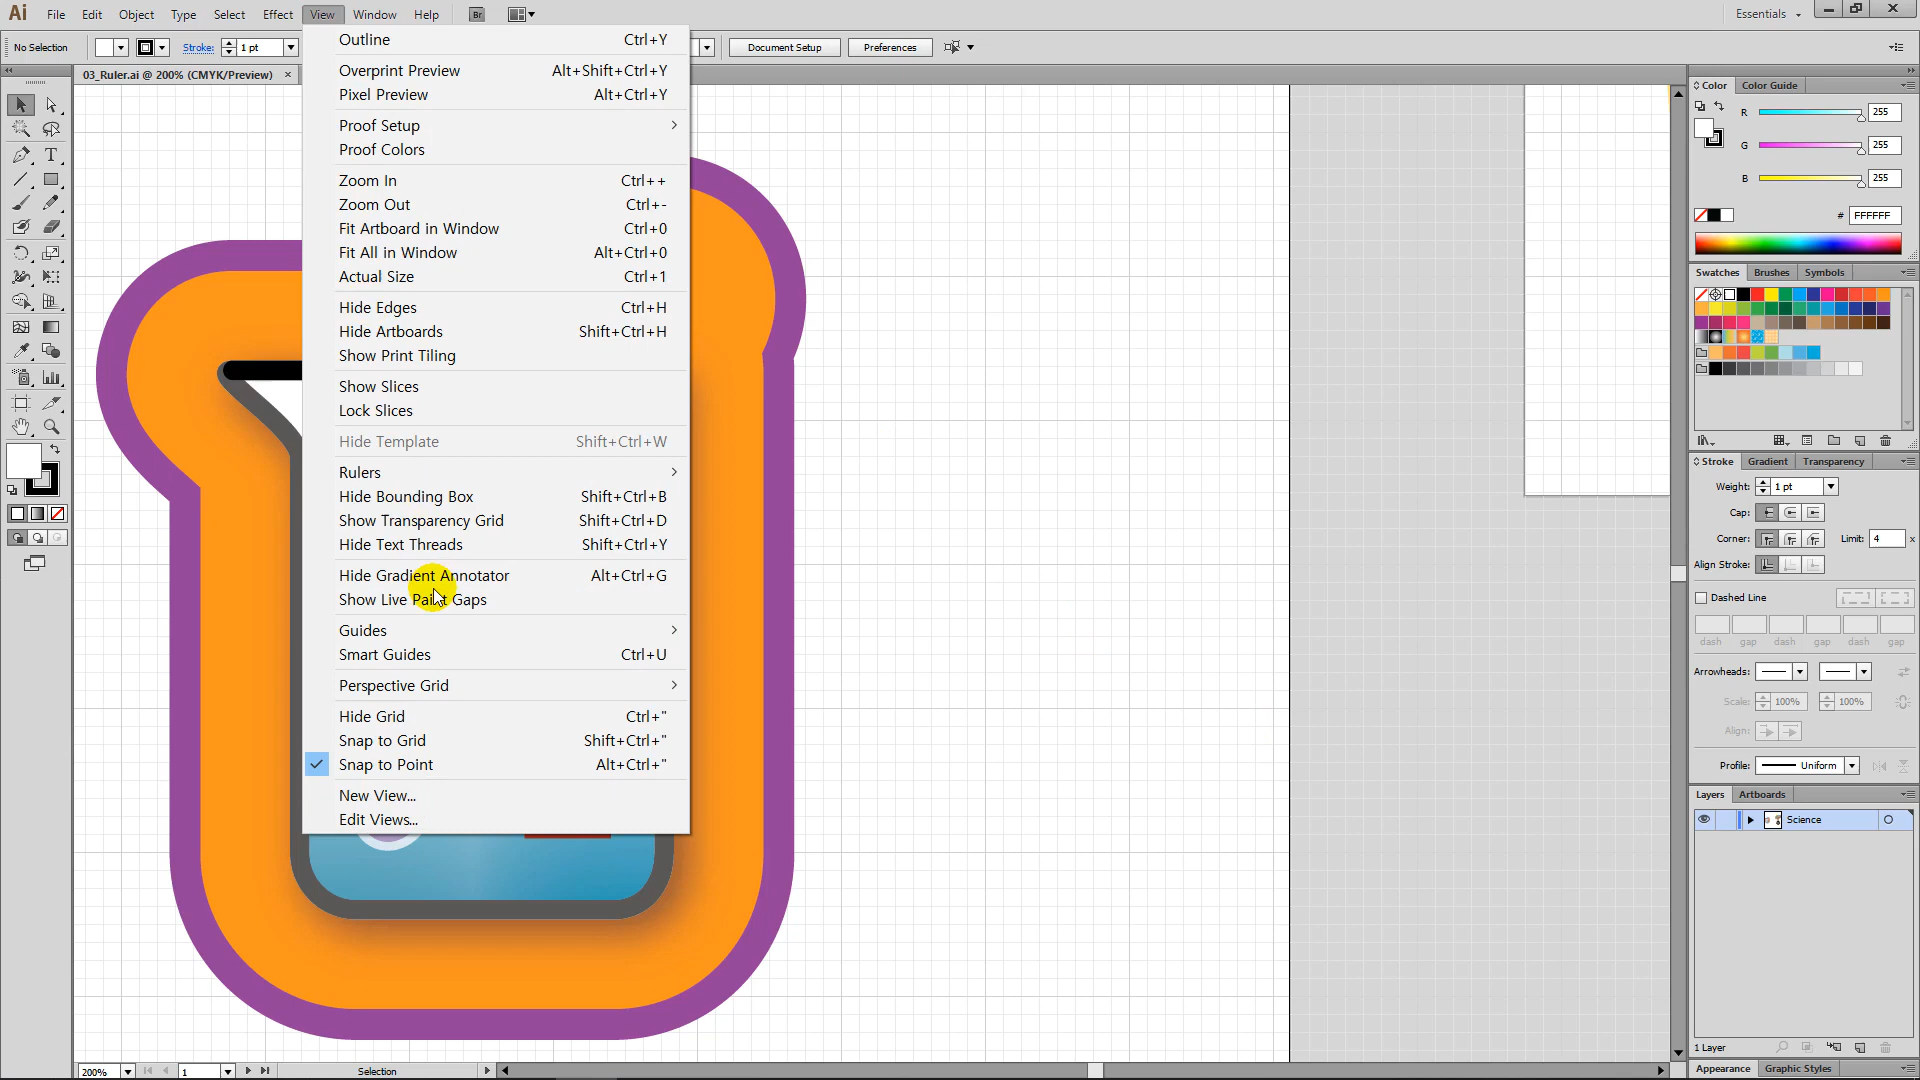 Ai File Edit Object Type Select Effect View Window Help Br Essentials
No Selection Stroke: 1 pt Document Setup Preferences
03_Ruler.ai @ 200% (CMYK/Preview) ×
Outline Ctrl+Y
Overprint Preview Alt+Shift+Ctrl+Y
Pixel Preview Alt+Ctrl+Y
Proof Setup
Proof Colors
Zoom In Ctrl++
Zoom Out Ctrl+-
Fit Artboard in Window Ctrl+0
Fit All in Window Alt+Ctrl+0
Actual Size Ctrl+1
Hide Edges Ctrl+H
Hide Artboards Shift+Ctrl+H
Show Print Tiling
Show Slices
Lock Slices
Hide Template Shift+Ctrl+W
Rulers
Hide Bounding Box Shift+Ctrl+B
Show Transparency Grid Shift+Ctrl+D
Hide Text Threads Shift+Ctrl+Y
Hide Gradient Annotator Alt+Ctrl+G
Show Live Paint Gaps
Guides
Smart Guides Ctrl+U
Perspective Grid
Hide Grid Ctrl+"
Snap to Grid Shift+Ctrl+"
Snap to Point Alt+Ctrl+"
New View...
Edit Views...
Color Color Guide
R 255
G 255
B 255
# FFFFFF
Swatches Brushes Symbols
Stroke Gradient Transparency
Weight: 1 pt
Cap:
Corner: Limit: 4 x
Align Stroke:
Dashed Line
dash gap dash gap dash gap
Arrowheads:
Scale: 100% 100%
Align:
Profile: Uniform
Layers Artboards
Science
1 Layer
Appearance Graphic Styles
200% 1 Selection